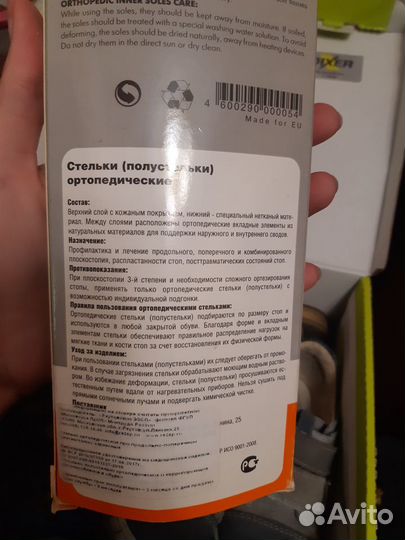 ORTHOPEDIC INNER SOLES CARE:
While using the soles, they should be kept away from moisture. If soiled,
the soles should be treated with a special washing water solution. To avoid
deforming, the soles should be dried naturally, away from heating devices.
Do not dry them in the direct sun or dry clean.
4 600290 000054
Made for EU
Стельки (полустельки)
ортопедические
Состав:
Верхний слой с кожаным покрытием, нижний - специальный нетканый мате-
риал. Между слоями расположены ортопедические вкладные элементы из
натуральных материалов для поддержки наружного и внутреннего сводов.
Назначение:
Профилактика и лечение продольного, поперечного и комбинированного
плоскостопия, распластанности стоп, посттравматических состояний стоп.
Противопоказания:
При плоскостопии 3-й степени и необходимости сложного ортезирования
стопы, применять только ортопедические стельки (полустельки) с
возможностью индивидуальной подгонки.
Правила пользования ортопедическими стельками:
Ортопедические стельки (полустельки) подбираются по размеру стоп и
используются в любой закрытой обуви. Благодаря форме и вкладным
элементам стельки обеспечивают правильное распределение нагрузок на
мягкие ткани и кости стоп за счет восстановления их физической формы.
Уход за изделием:
При пользовании стельками (полустельками) их следует оберегать от промо-
кания. В случае загрязнения стельки обрабатывают моющим водным раство-
ром. Во избежание деформации, стельки (полустельки) просушиваются ес-
тественным путем, вдали от нагревательных приборов. Нельзя сушить под
прямыми солнечными лучами и подвергать химической чистке.
Поставщик
25
Р ИСО 9001-2008.
РС
Avito